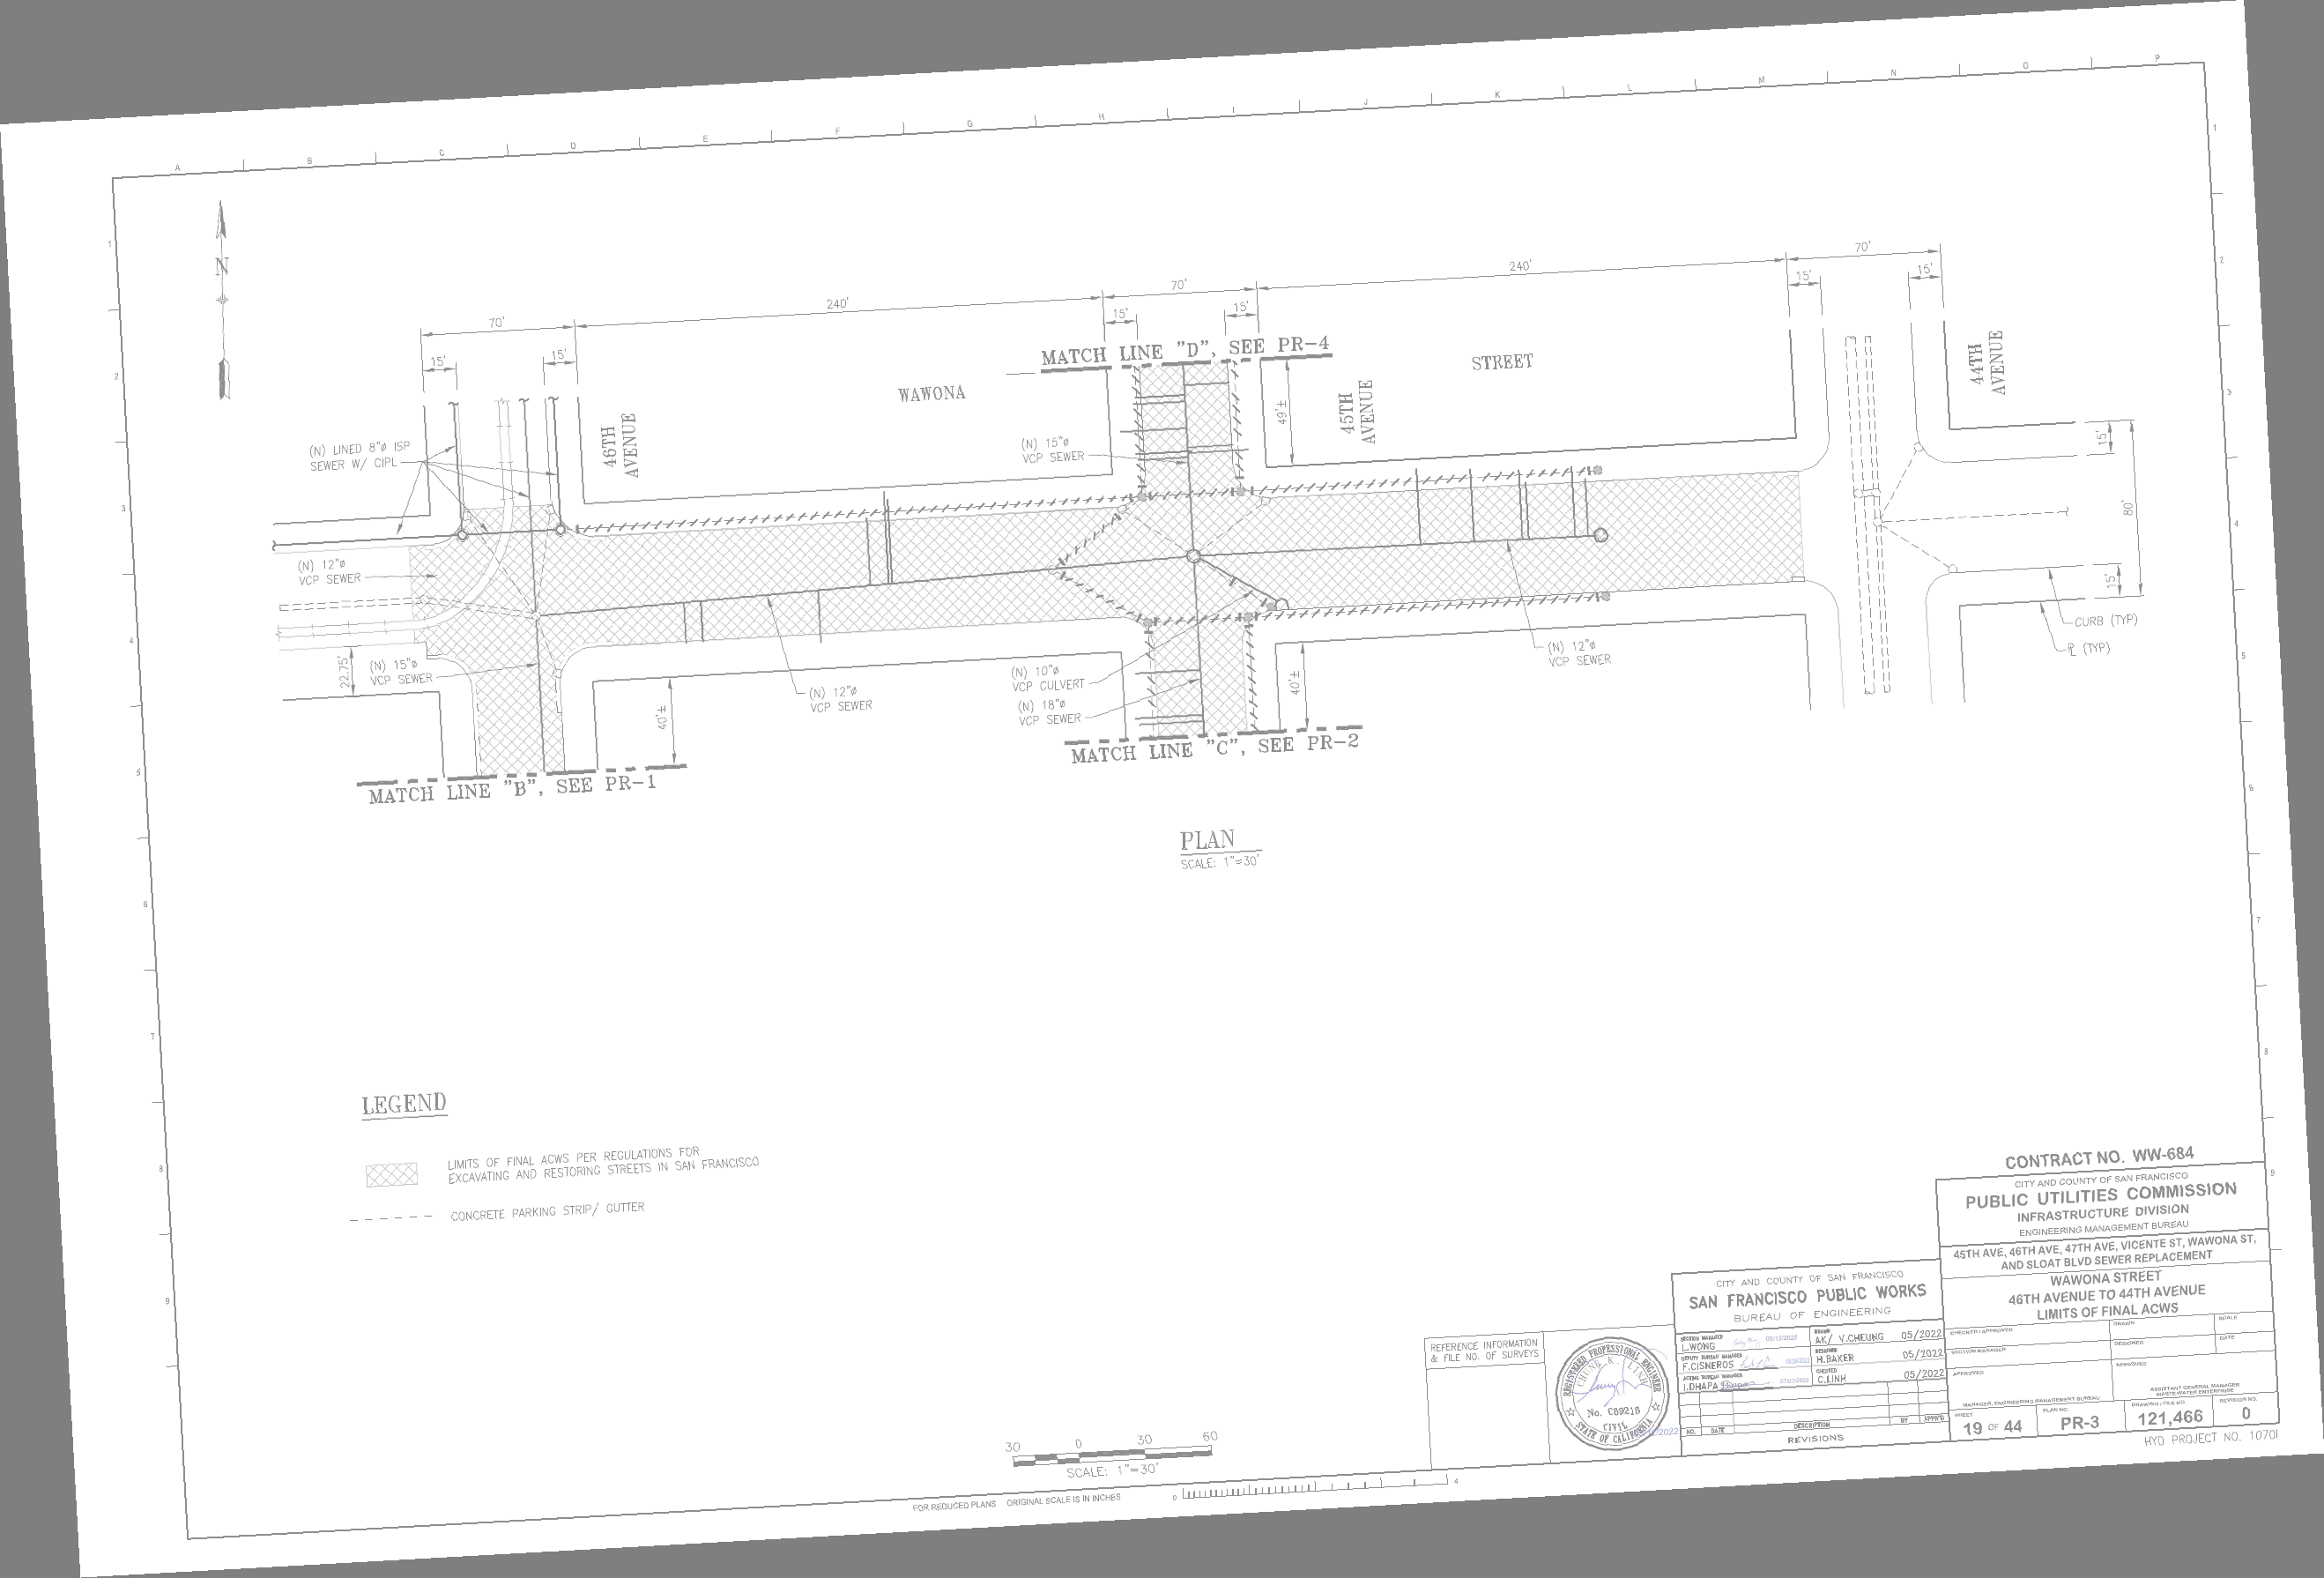 A B C D E F G H I J K L M N O P
1
2
3
4
5
6
7
8
9
1
2
3
4
5
6
7
8
9
N
70'
15'
15'
240'
70'
15'
15'
240'
70'
15'
15'
(N) LINED 8"ø ISP
SEWER W/ CIPL
46TH
AVENUE
WAWONA
MATCH LINE "D", SEE PR-4
(N) 15"ø
VCP SEWER
49'±
45TH
AVENUE
STREET
44TH
AVENUE
15'
80'
15'
(N) 12"ø
VCP SEWER
22.75'
(N) 15"ø
VCP SEWER
40'±
(N) 12"ø
VCP SEWER
(N) 10"ø
VCP CULVERT
(N) 18"ø
VCP SEWER
40'±
(N) 12"ø
VCP SEWER
CURB (TYP)
PL (TYP)
MATCH LINE "B", SEE PR-1
MATCH LINE "C", SEE PR-2
PLAN
SCALE: 1"=30'
LEGEND
LIMITS OF FINAL ACWS PER REGULATIONS FOR
EXCAVATING AND RESTORING STREETS IN SAN FRANCISCO
CONCRETE PARKING STRIP/ GUTTER
30 0 30 60
SCALE: 1"=30'
FOR REDUCED PLANS ORIGINAL SCALE IS IN INCHES
0 4
REFERENCE INFORMATION
& FILE NO. OF SURVEYS
REGISTERED PROFESSIONAL ENGINEER
CHUNG K. LINH
No. C69218
CIVIL
STATE OF CALIFORNIA
CITY AND COUNTY OF SAN FRANCISCO
SAN FRANCISCO PUBLIC WORKS
BUREAU OF ENGINEERING
SECTION MANAGER
L.WONG 05/12/2022
DRAWN
AK/ V.CHEUNG 05/2022
DEPUTY BUREAU MANAGER
F.CISNEROS
DESIGNED
H.BAKER 05/2022
ACTING BUREAU MANAGER
I.DHAPA
CHECKED
C.LINH 05/2022
NO. DATE DESCRIPTION BY APPR'D
REVISIONS
CONTRACT NO. WW-684
CITY AND COUNTY OF SAN FRANCISCO
PUBLIC UTILITIES COMMISSION
INFRASTRUCTURE DIVISION
ENGINEERING MANAGEMENT BUREAU
45TH AVE, 46TH AVE, 47TH AVE, VICENTE ST, WAWONA ST,
AND SLOAT BLVD SEWER REPLACEMENT
WAWONA STREET
46TH AVENUE TO 44TH AVENUE
LIMITS OF FINAL ACWS
CHECKED / APPROVED
DRAWN
SCALE
SECTION MANAGER
DESIGNED
DATE
APPROVED
APPROVED
MANAGER, ENGINEERING MANAGEMENT BUREAU
ASSISTANT GENERAL MANAGER
WASTEWATER ENTERPRISE
SHEET
19 OF 44
PLAN NO.
PR-3
DRAWING / FILE NO.
121,466
REVISION NO.
0
HYD PROJECT NO. 10701